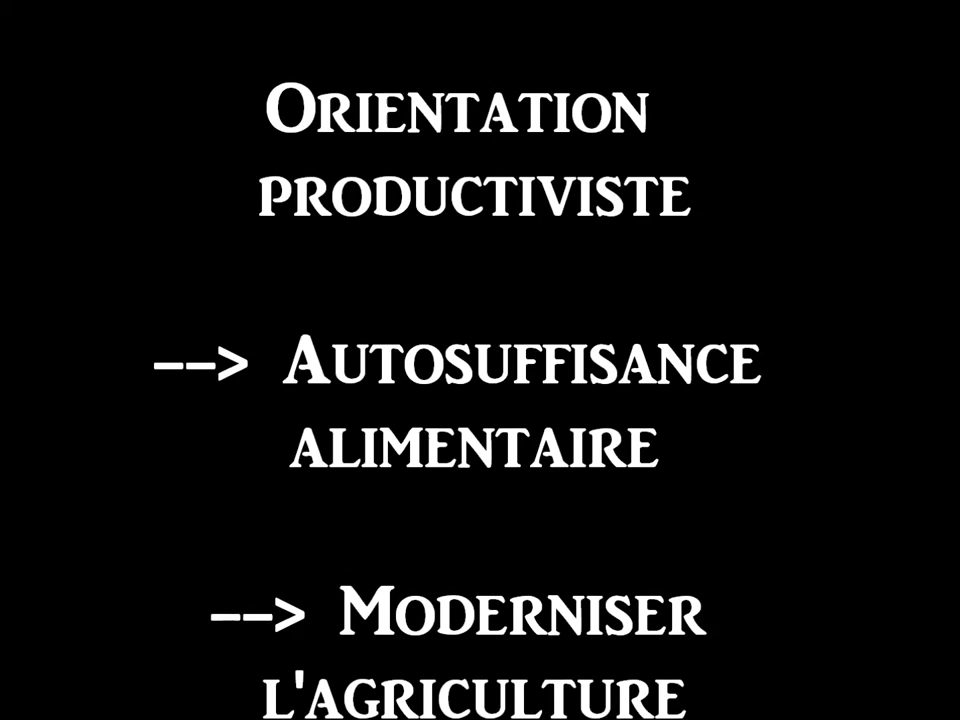 Orientation
productiviste
--> Autosuffisance
alimentaire
--> Moderniser
l'agriculture